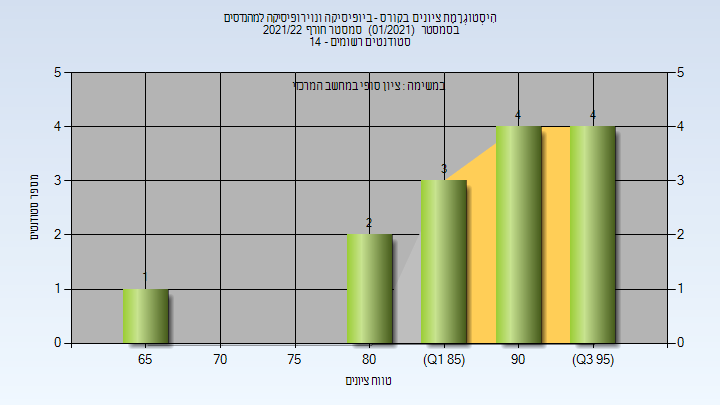 היסטוגרמת ציונים בקורס - ביופיסיקה ונוירופיסיקה למהנדסים
בסמסטר (01/2021) סמסטר חורף 2021/22
סטודנטים רשומים - 14
במשימה : ציון סופי במחשב המרכזי
מספר סטודנטים
5 5
4 4
3 3
2 2
1 1
0 0
1 2 3 4 4
65 70 75 80 (Q1 85) 90 (Q3 95)
טווח ציונים